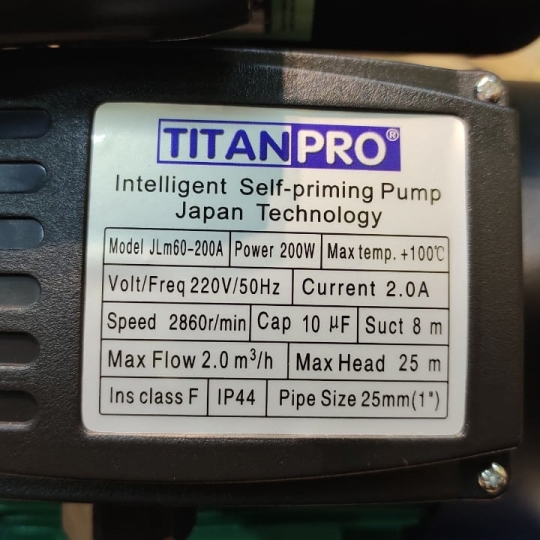 TITANPRO®
Intelligent Self-priming Pump
Japan Technology
Model JLm60-200A Power 200W Max temp. +100℃
Volt/Freq 220V/50Hz Current 2.0A
Speed 2860r/min Cap 10 µF Suct 8 m
Max Flow 2.0 m³/h Max Head 25 m
Ins class F IP44 Pipe Size 25mm(1")